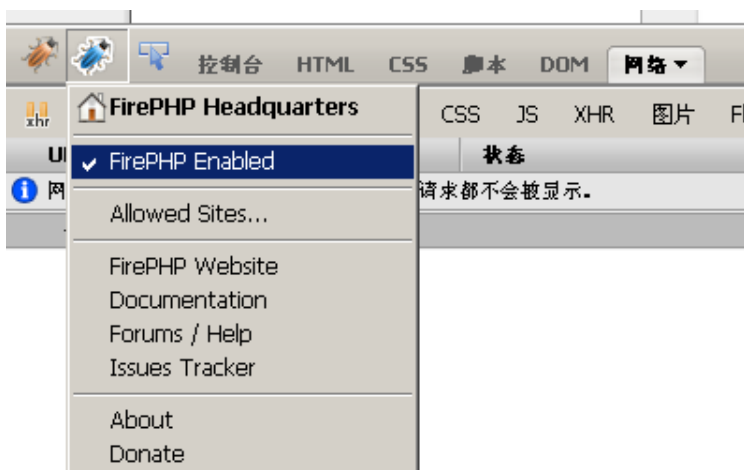 控制台 HTML CSS 脚本 DOM 网络
xhr FirePHP Headquarters CSS JS XHR 图片
FirePHP Enabled 状态
网 请求都不会被显示。
Allowed Sites...
FirePHP Website
Documentation
Forums / Help
Issues Tracker
About
Donate